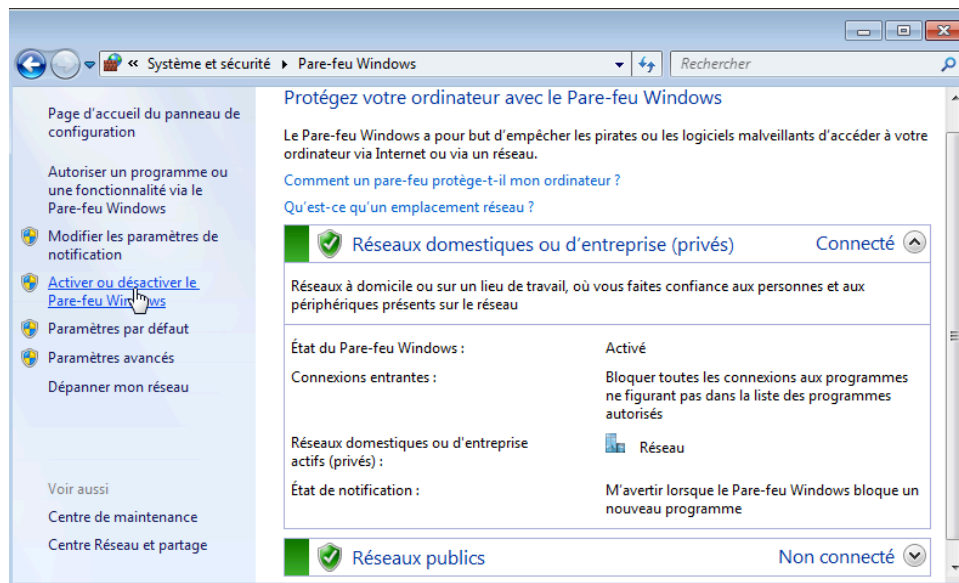 « Système et sécurité ▸ Pare-feu Windows
Rechercher
Page d'accueil du panneau de
configuration
Autoriser un programme ou
une fonctionnalité via le
Pare-feu Windows
Modifier les paramètres de
notification
Activer ou désactiver le
Pare-feu Windows
Paramètres par défaut
Paramètres avancés
Dépanner mon réseau
Voir aussi
Centre de maintenance
Centre Réseau et partage
Protégez votre ordinateur avec le Pare-feu Windows
Le Pare-feu Windows a pour but d'empêcher les pirates ou les logiciels malveillants d'accéder à votre
ordinateur via Internet ou via un réseau.
Comment un pare-feu protège-t-il mon ordinateur ?
Qu'est-ce qu'un emplacement réseau ?
Réseaux domestiques ou d'entreprise (privés) Connecté
Réseaux à domicile ou sur un lieu de travail, où vous faites confiance aux personnes et aux
périphériques présents sur le réseau
État du Pare-feu Windows : Activé
Connexions entrantes : Bloquer toutes les connexions aux programmes
ne figurant pas dans la liste des programmes
autorisés
Réseaux domestiques ou d'entreprise
actifs (privés) :
Réseau
État de notification : M'avertir lorsque le Pare-feu Windows bloque un
nouveau programme
Réseaux publics Non connecté